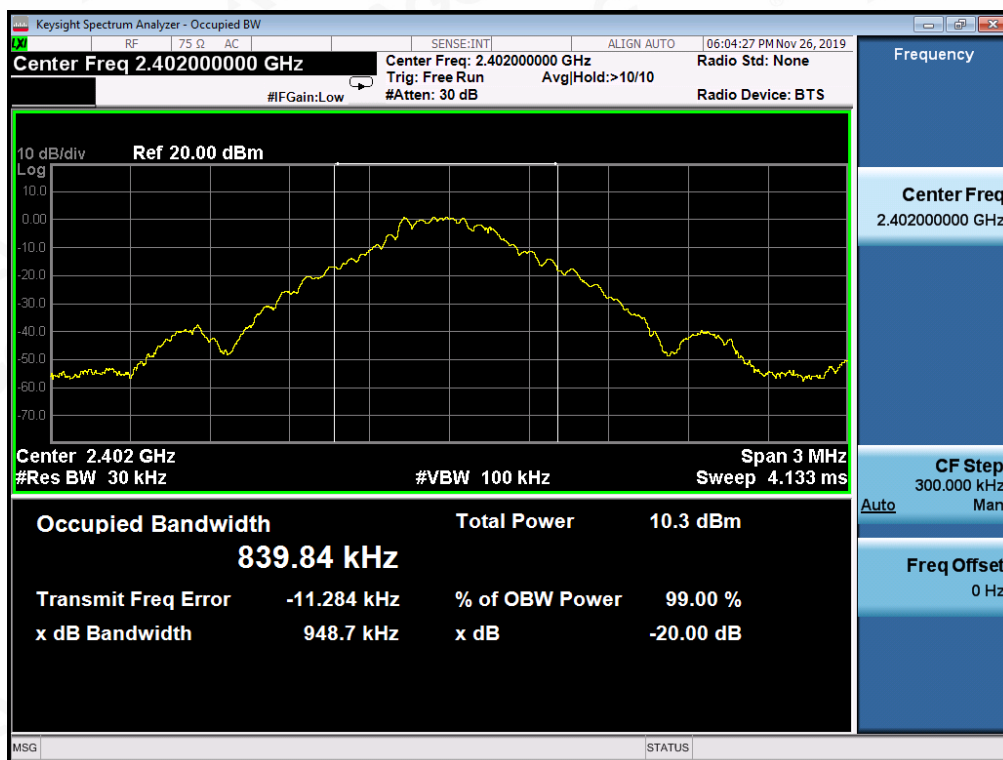 Keysight Spectrum Analyzer - Occupied BW
LXI RF 75 Ω AC SENSE:INT ALIGN AUTO 06:04:27 PM Nov 26, 2019
Center Freq 2.402000000 GHz
Center Freq: 2.402000000 GHz
Radio Std: None
Trig: Free Run Avg|Hold:>10/10
#IFGain:Low
#Atten: 30 dB
Radio Device: BTS
10 dB/div Ref 20.00 dBm
Log
10.0
0.00
-10.0
-20.0
-30.0
-40.0
-50.0
-60.0
-70.0
Center 2.402 GHz Span 3 MHz
#Res BW 30 kHz #VBW 100 kHz Sweep 4.133 ms
Occupied Bandwidth Total Power 10.3 dBm
839.84 kHz
Transmit Freq Error -11.284 kHz % of OBW Power 99.00 %
x dB Bandwidth 948.7 kHz x dB -20.00 dB
MSG STATUS
Frequency
Center Freq
2.402000000 GHz
CF Step
300.000 kHz
Auto Man
Freq Offset
0 Hz